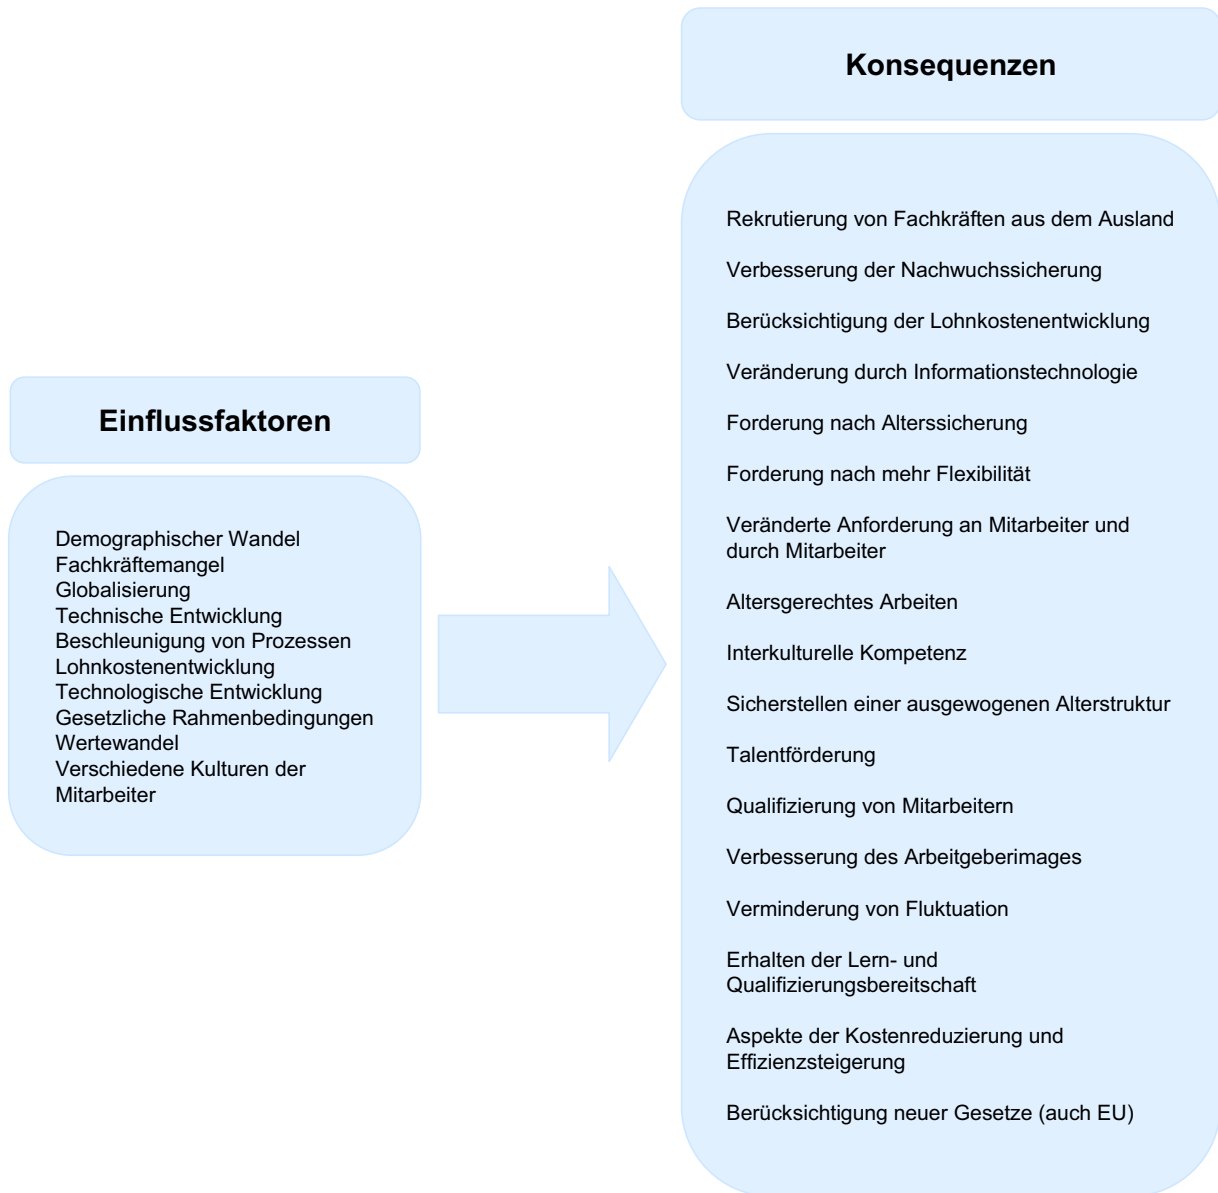 Einflussfaktoren
Demographischer Wandel
Fachkräftemangel
Globalisierung
Technische Entwicklung
Beschleunigung von Prozessen
Lohnkostenentwicklung
Technologische Entwicklung
Gesetzliche Rahmenbedingungen
Wertewandel
Verschiedene Kulturen der
Mitarbeiter
Konsequenzen
Rekrutierung von Fachkräften aus dem Ausland
Verbesserung der Nachwuchssicherung
Berücksichtigung der Lohnkostenentwicklung
Veränderung durch Informationstechnologie
Forderung nach Alterssicherung
Forderung nach mehr Flexibilität
Veränderte Anforderung an Mitarbeiter und
durch Mitarbeiter
Altersgerechtes Arbeiten
Interkulturelle Kompetenz
Sicherstellen einer ausgewogenen Alterstruktur
Talentförderung
Qualifizierung von Mitarbeitern
Verbesserung des Arbeitgeberimages
Verminderung von Fluktuation
Erhalten der Lern- und
Qualifizierungsbereitschaft
Aspekte der Kostenreduzierung und
Effizienzsteigerung
Berücksichtigung neuer Gesetze (auch EU)